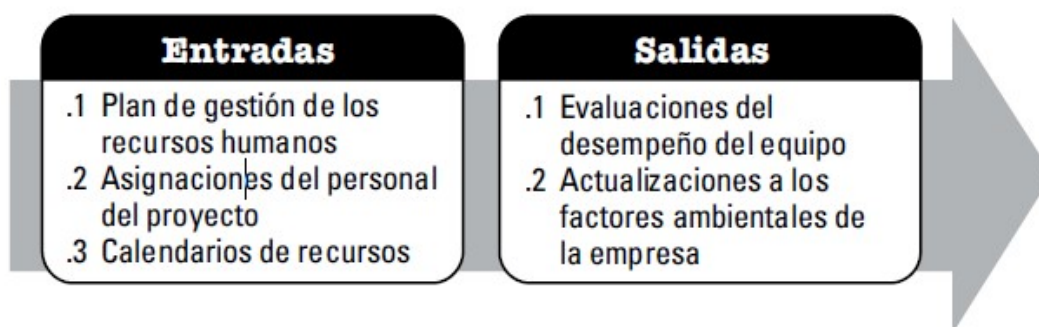 Entradas
.1 Plan de gestión de los
recursos humanos
.2 Asignaciones del personal
del proyecto
.3 Calendarios de recursos
Salidas
.1 Evaluaciones del
desempeño del equipo
.2 Actualizaciones a los
factores ambientales de
la empresa